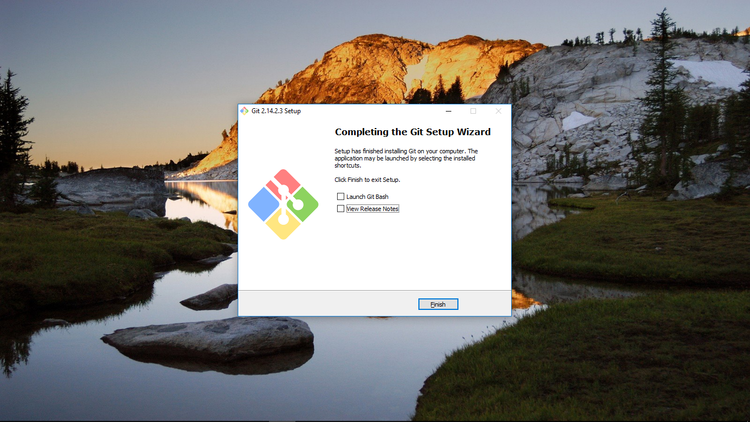 Git 2.14.2.3 Setup
Completing the Git Setup Wizard
Setup has finished installing Git on your computer. The
application may be launched by selecting the installed
shortcuts.
Click Finish to exit Setup.
Launch Git Bash
View Release Notes
Finish